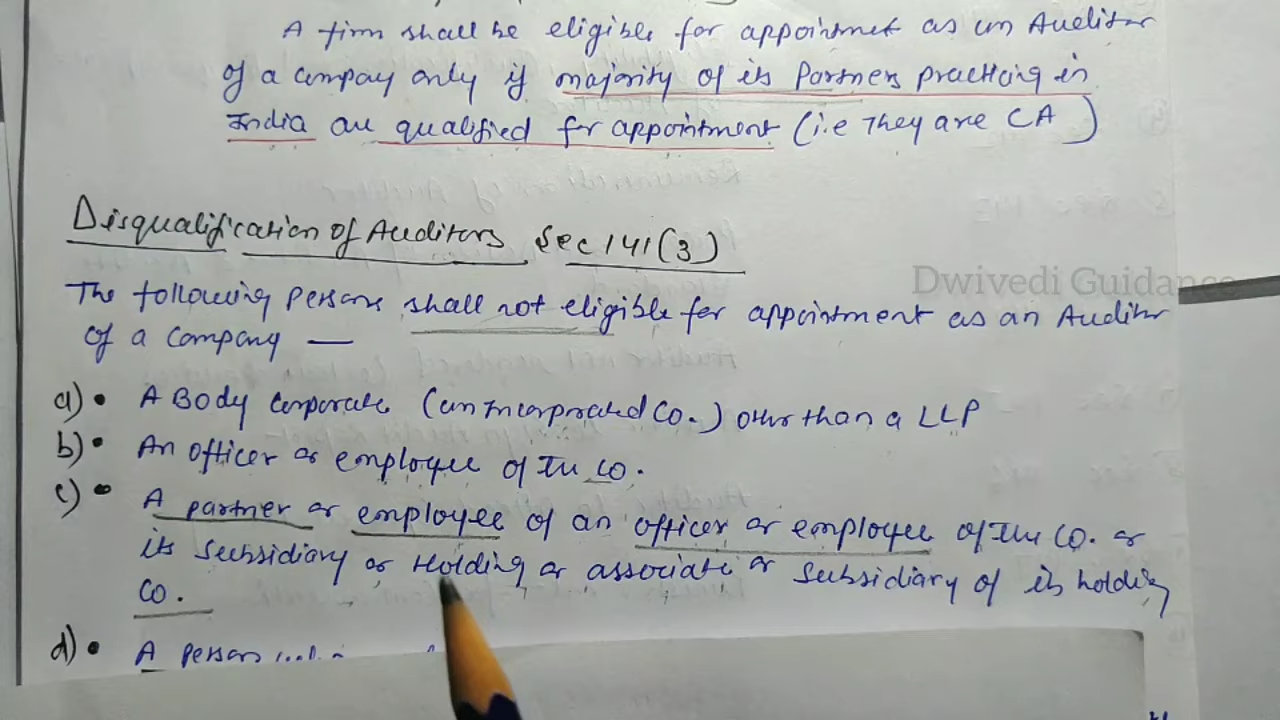 A firm shall be eligible for appointmet as an Auditor
of a compay only if majority of its Partners practicing in
India are qualified for appointment (i.e They are CA )
Disqualification of Auditors Sec 141(3)
Dwivedi Guidance
The following persons shall not eligible for appointment as an Auditor
of a company —
a) • A Body corporate (an Incorporated Co.) other than a LLP
b) • An officer or employee of the co.
c) • A partner or employee of an officer or employee of the Co. or
its subsidiary or Holding or associate or subsidiary of its holding
Co.
d) • A person